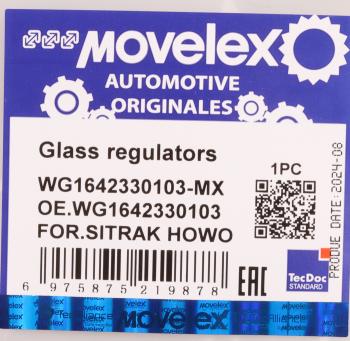 MOVELEX
AUTOMOTIVE
ORIGINALES
Glass regulators
WG1642330103-MX
OE.WG1642330103
FOR.SITRAK HOWO
1PC
6 975875 219878
EAC
TecDoc
STANDARD
PRODUE DATE:2024-08
MOVELEX